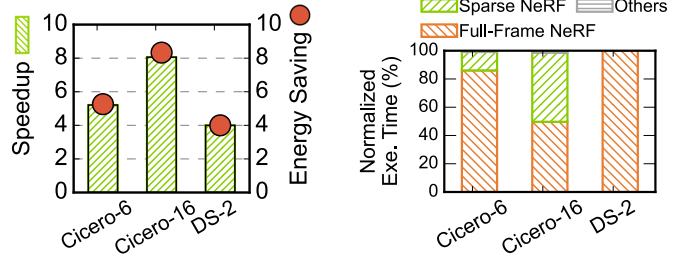 Speedup
10
8
6
4
2
0
10
8
6
4
2
0
Energy Saving
Cicero-6
Cicero-16
DS-2
Sparse NeRF
Others
Full-Frame NeRF
Normalized
Exe. Time (%)
100
80
60
40
20
0
Cicero-6
Cicero-16
DS-2